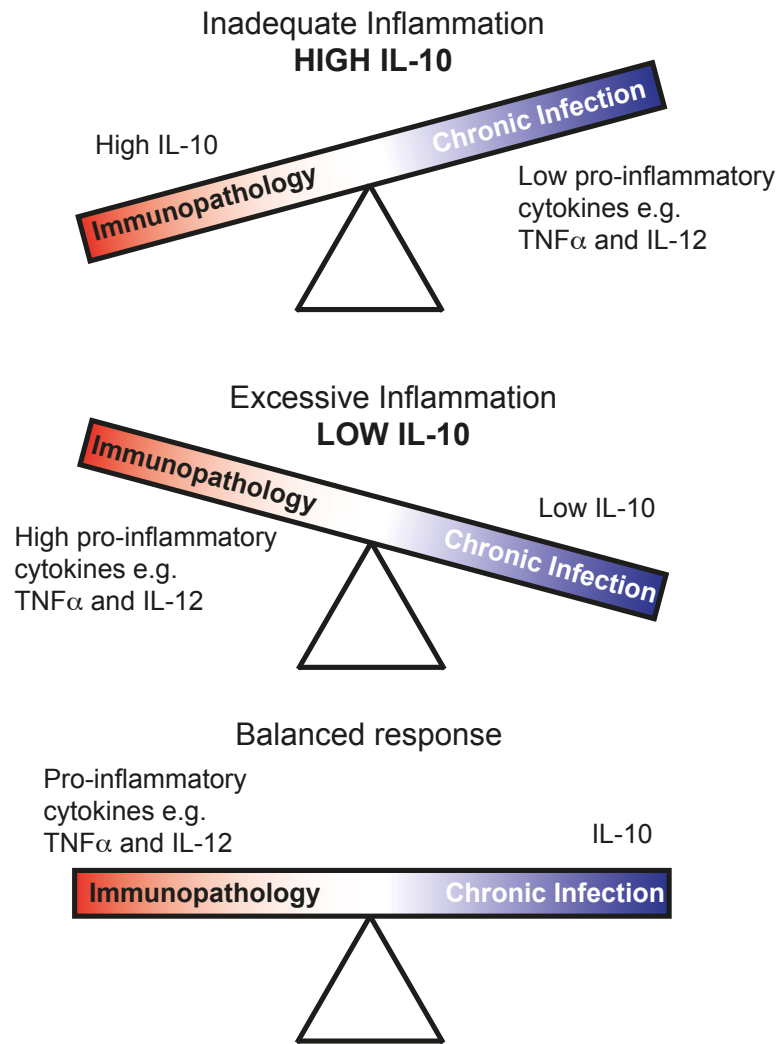 Inadequate Inflammation
HIGH IL-10
High IL-10
Chronic Infection
Immunopathology
Low pro-inflammatory
cytokines e.g.
TNFα and IL-12
Excessive Inflammation
LOW IL-10
Immunopathology
Low IL-10
High pro-inflammatory
cytokines e.g.
TNFα and IL-12
Chronic Infection
Balanced response
Pro-inflammatory
cytokines e.g.
TNFα and IL-12
IL-10
Immunopathology
Chronic Infection